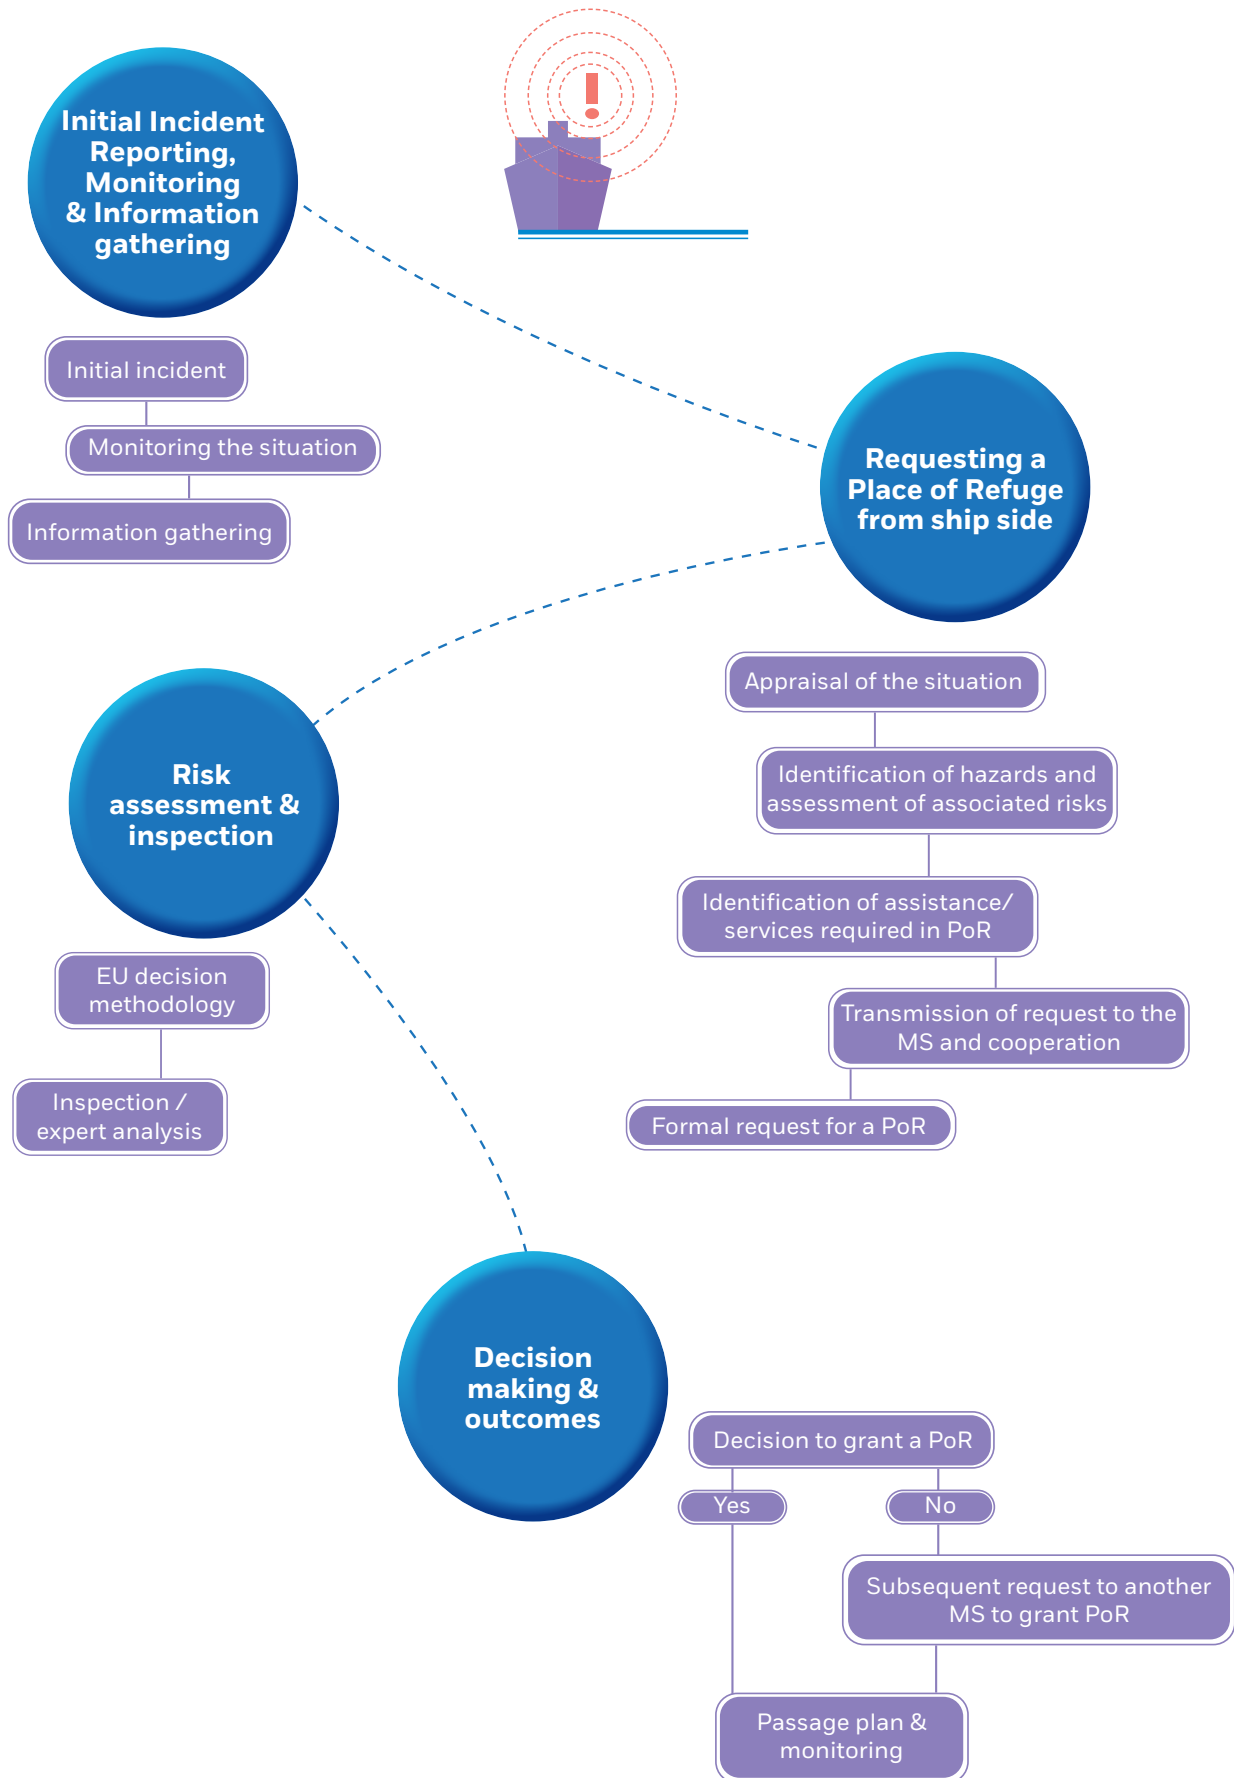 Initial Incident
Reporting,
Monitoring
& Information
gathering
Initial incident
Monitoring the situation
Information gathering
Requesting a
Place of Refuge
from ship side
Appraisal of the situation
Identification of hazards and
assessment of associated risks
Identification of assistance/
services required in PoR
Transmission of request to the
MS and cooperation
Formal request for a PoR
Risk
assessment &
inspection
EU decision
methodology
Inspection /
expert analysis
Decision
making &
outcomes
Decision to grant a PoR
Yes
No
Subsequent request to another
MS to grant PoR
Passage plan &
monitoring